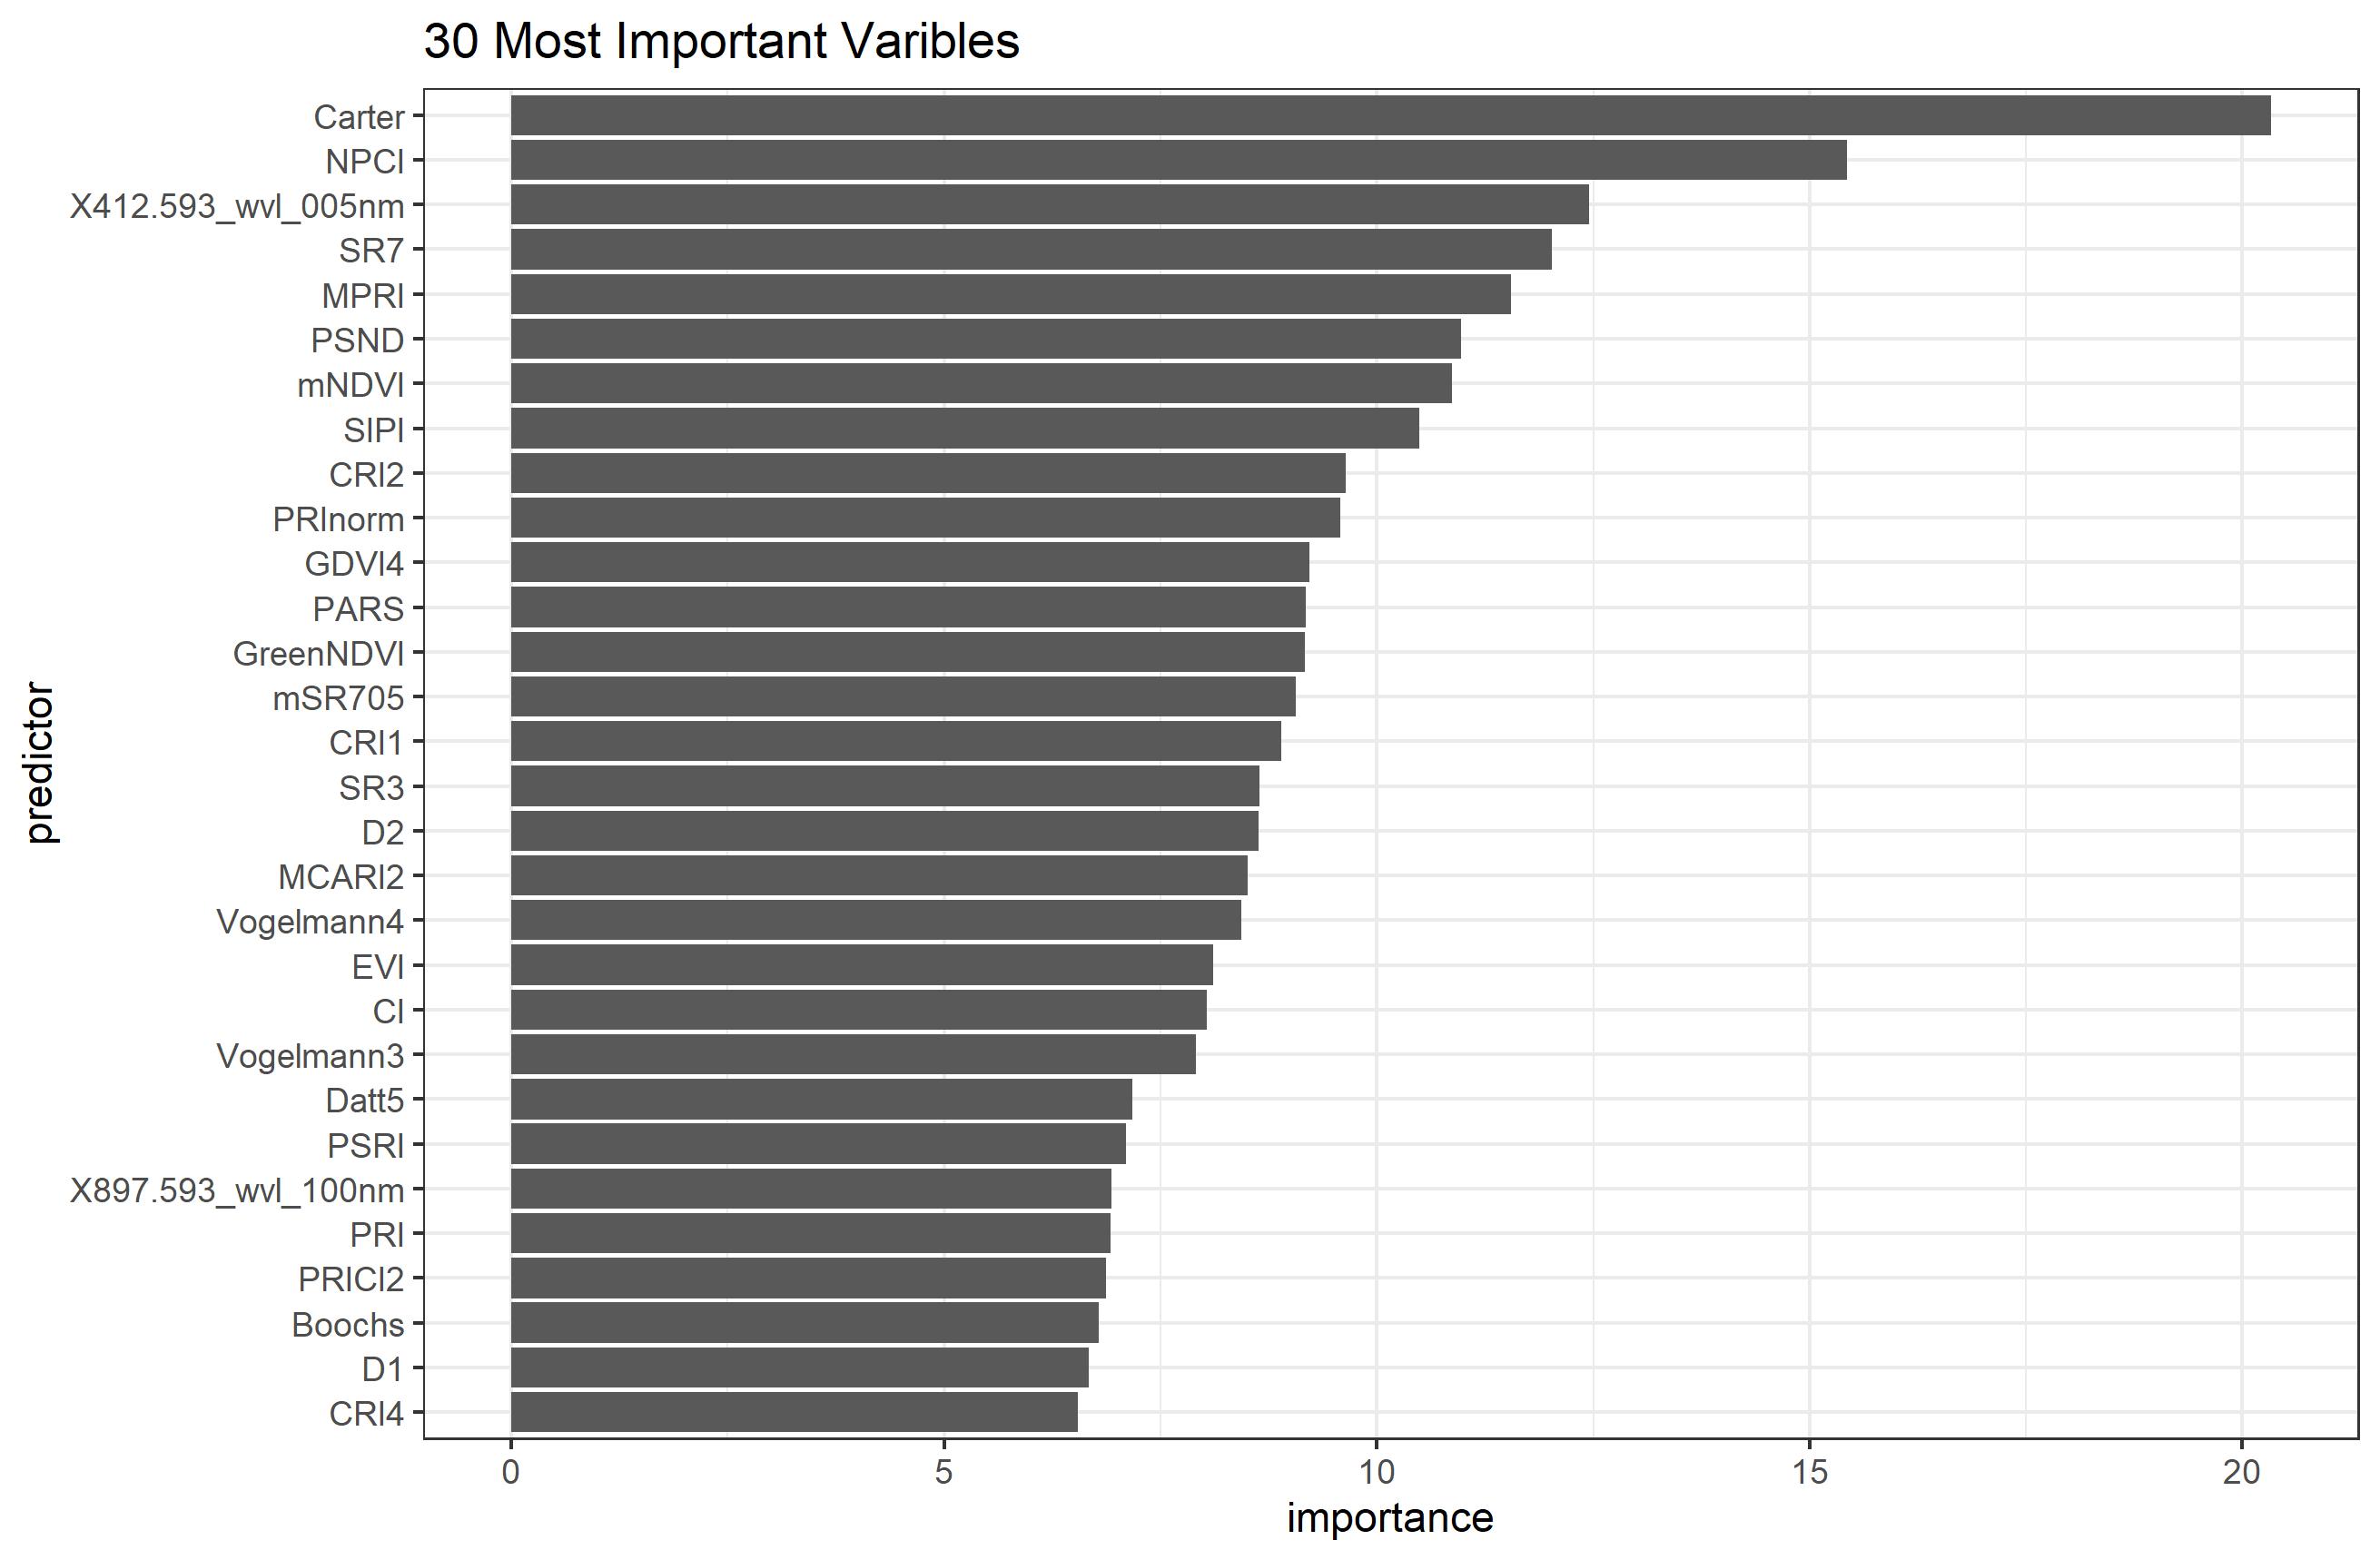 30 Most Important Varibles
Carter
NPCI
X412.593_wvl_005nm
SR7
MPRI
PSND
mNDVI
SIPI
CRI2
PRInorm
GDVI4
PARS
GreenNDVI
mSR705
CRI1
SR3
D2
MCARI2
Vogelmann4
EVI
CI
Vogelmann3
Datt5
PSRI
X897.593_wvl_100nm
PRI
PRICI2
Boochs
D1
CRI4
predictor
0 5 10 15 20
importance